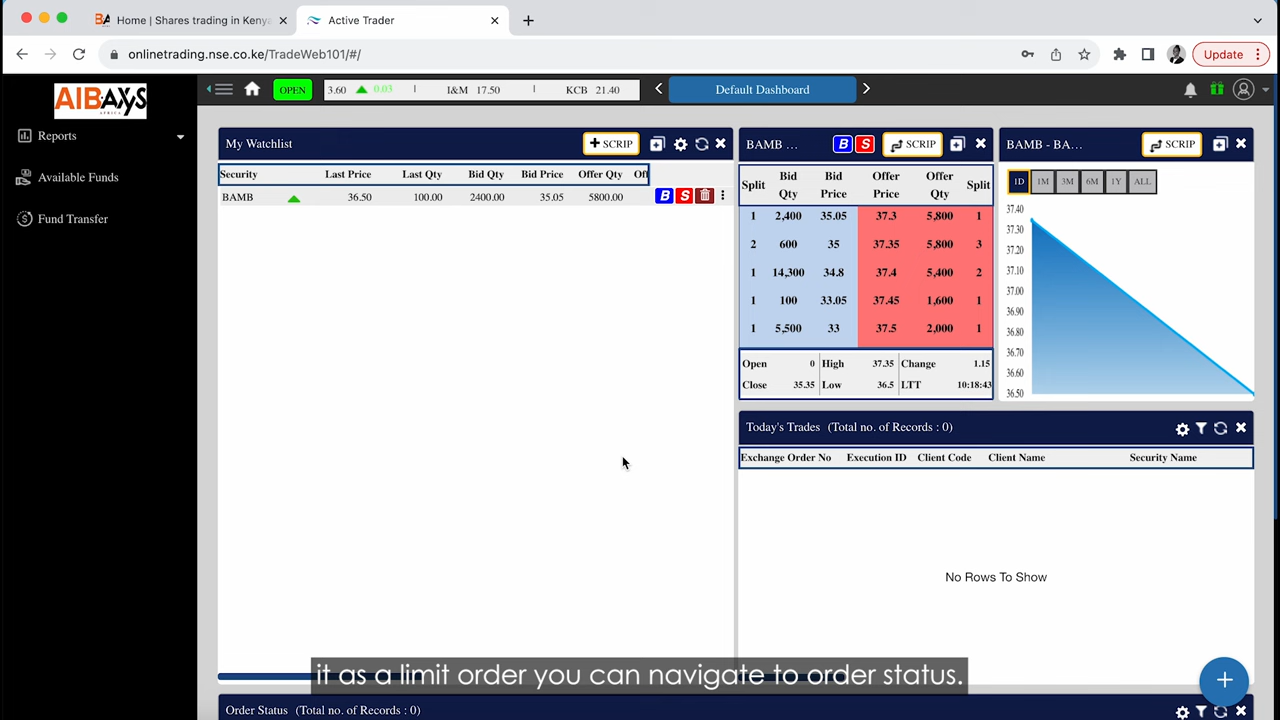 Home | Shares trading in Kenya
Active Trader
onlinetrading.nse.co.ke/TradeWeb101/#/
Update
AIBAXYS
AFRICA
OPEN
3.60 0.03 | I&M 17.50 | KCB 21.40
Default Dashboard
Reports
Available Funds
Fund Transfer
My Watchlist
+ SCRIP
Security Last Price Last Qty Bid Qty Bid Price Offer Qty Off
BAMB 36.50 100.00 2400.00 35.05 5800.00 B S
BAMB ... B S SCRIP
Split Bid Qty Bid Price Offer Price Offer Qty Split
1 2,400 35.05 37.3 5,800 1
2 600 35 37.35 5,800 3
1 14,300 34.8 37.4 5,400 2
1 100 33.05 37.45 1,600 1
1 5,500 33 37.5 2,000 1
Open 0 High 37.35 Change 1.15
Close 35.35 Low 36.5 LTT 10:18:43
BAMB - BA... SCRIP
1D 1M 3M 6M 1Y ALL
37.40
37.30
37.20
37.10
37.00
36.90
36.80
36.70
36.60
36.50
Today's Trades (Total no. of Records : 0)
Exchange Order No Execution ID Client Code Client Name Security Name
No Rows To Show
it as a limit order you can navigate to order status.
Order Status (Total no. of Records : 0)